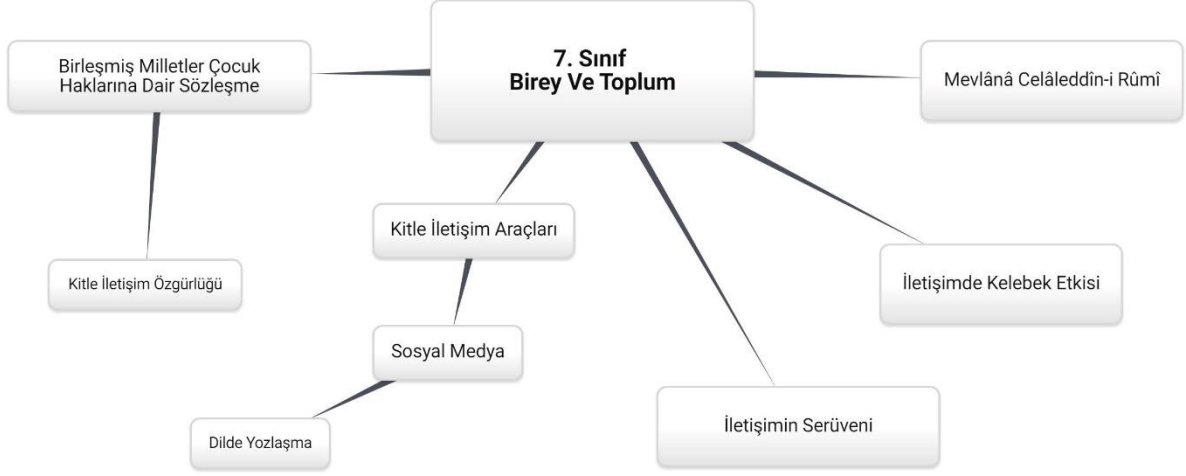 7. Sınıf
Birey Ve Toplum
Birleşmiş Milletler Çocuk
Haklarına Dair Sözleşme
Mevlânâ Celâleddîn-i Rûmî
Kitle İletişim Araçları
Kitle İletişim Özgürlüğü
İletişimde Kelebek Etkisi
Sosyal Medya
İletişimin Serüveni
Dilde Yozlaşma